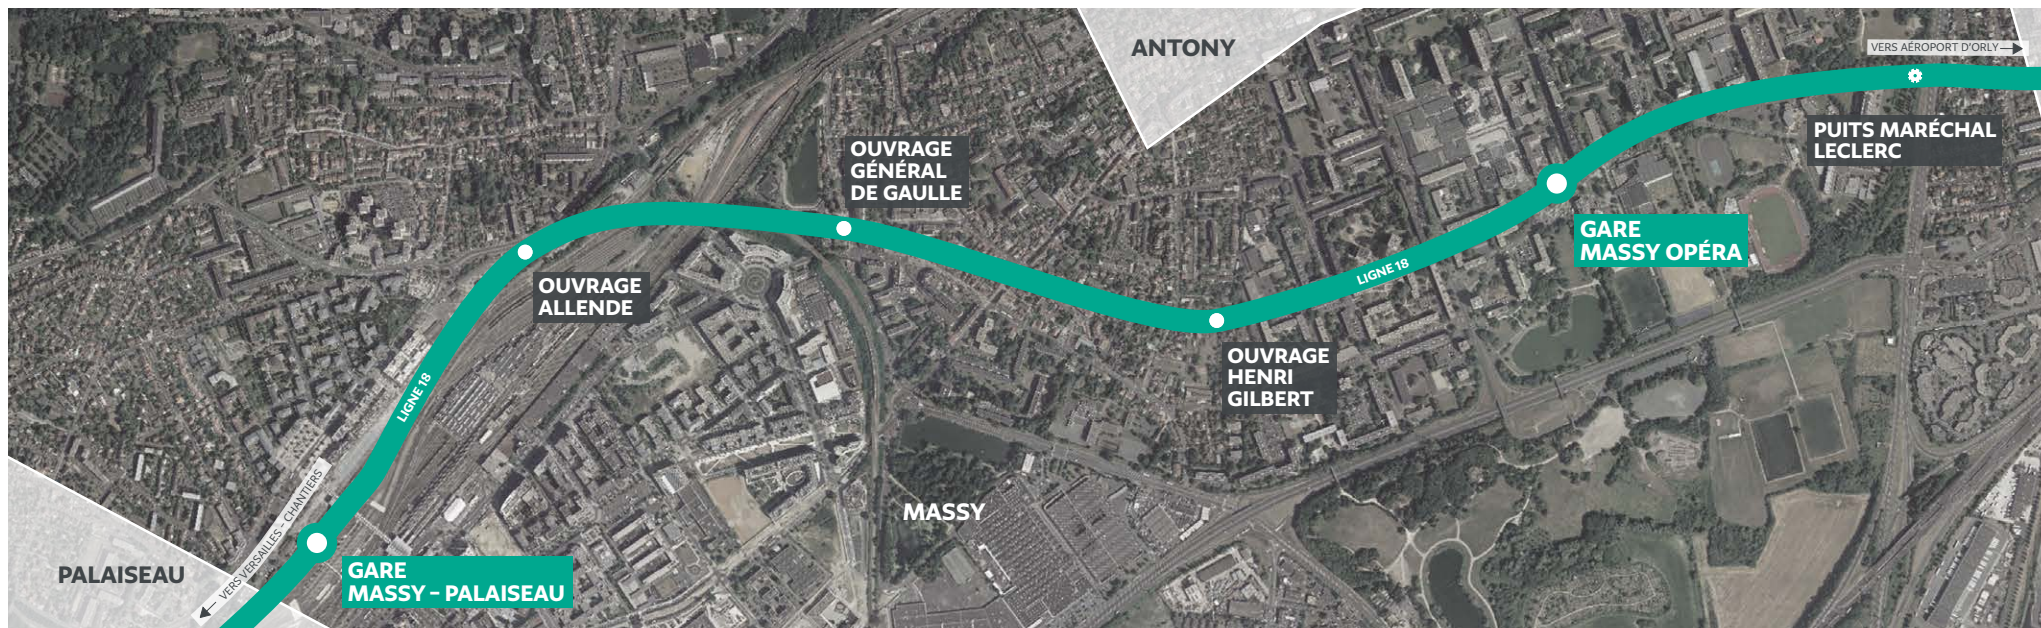 ANTONY
VERS AÉROPORT D'ORLY
PUITS MARÉCHAL
LECLERC
OUVRAGE
GÉNÉRAL
DE GAULLE
GARE
MASSY OPÉRA
LIGNE 18
OUVRAGE
ALLENDE
OUVRAGE
HENRI
GILBERT
LIGNE 18
MASSY
VERS VERSAILLES – CHANTIERS
PALAISEAU
GARE
MASSY – PALAISEAU